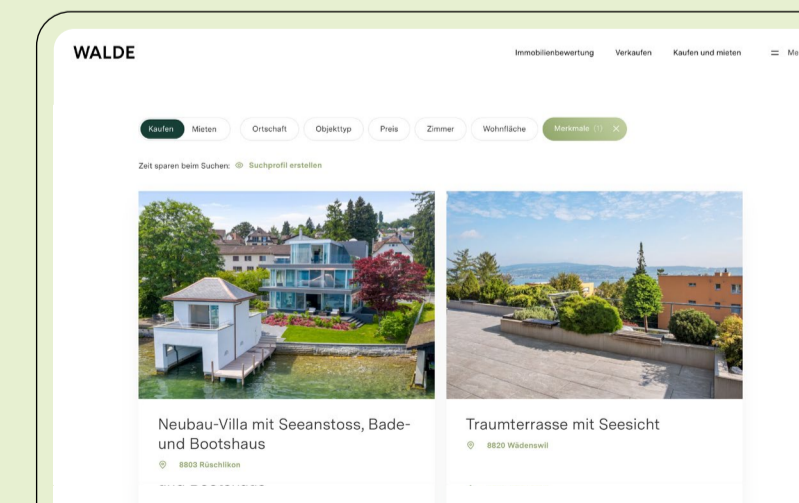 WALDE
Immobilienbewertung Verkaufen Kaufen und mieten
Kaufen Mieten Ortschaft Objekttyp Preis Zimmer Wohnfläche Merkmale (1)
Zeit sparen beim Suchen: Suchprofil erstellen
Neubau-Villa mit Seeanstoss, Bade-
und Bootshaus
8803 Rüschlikon
Traumterrasse mit Seesicht
8820 Wädenswil